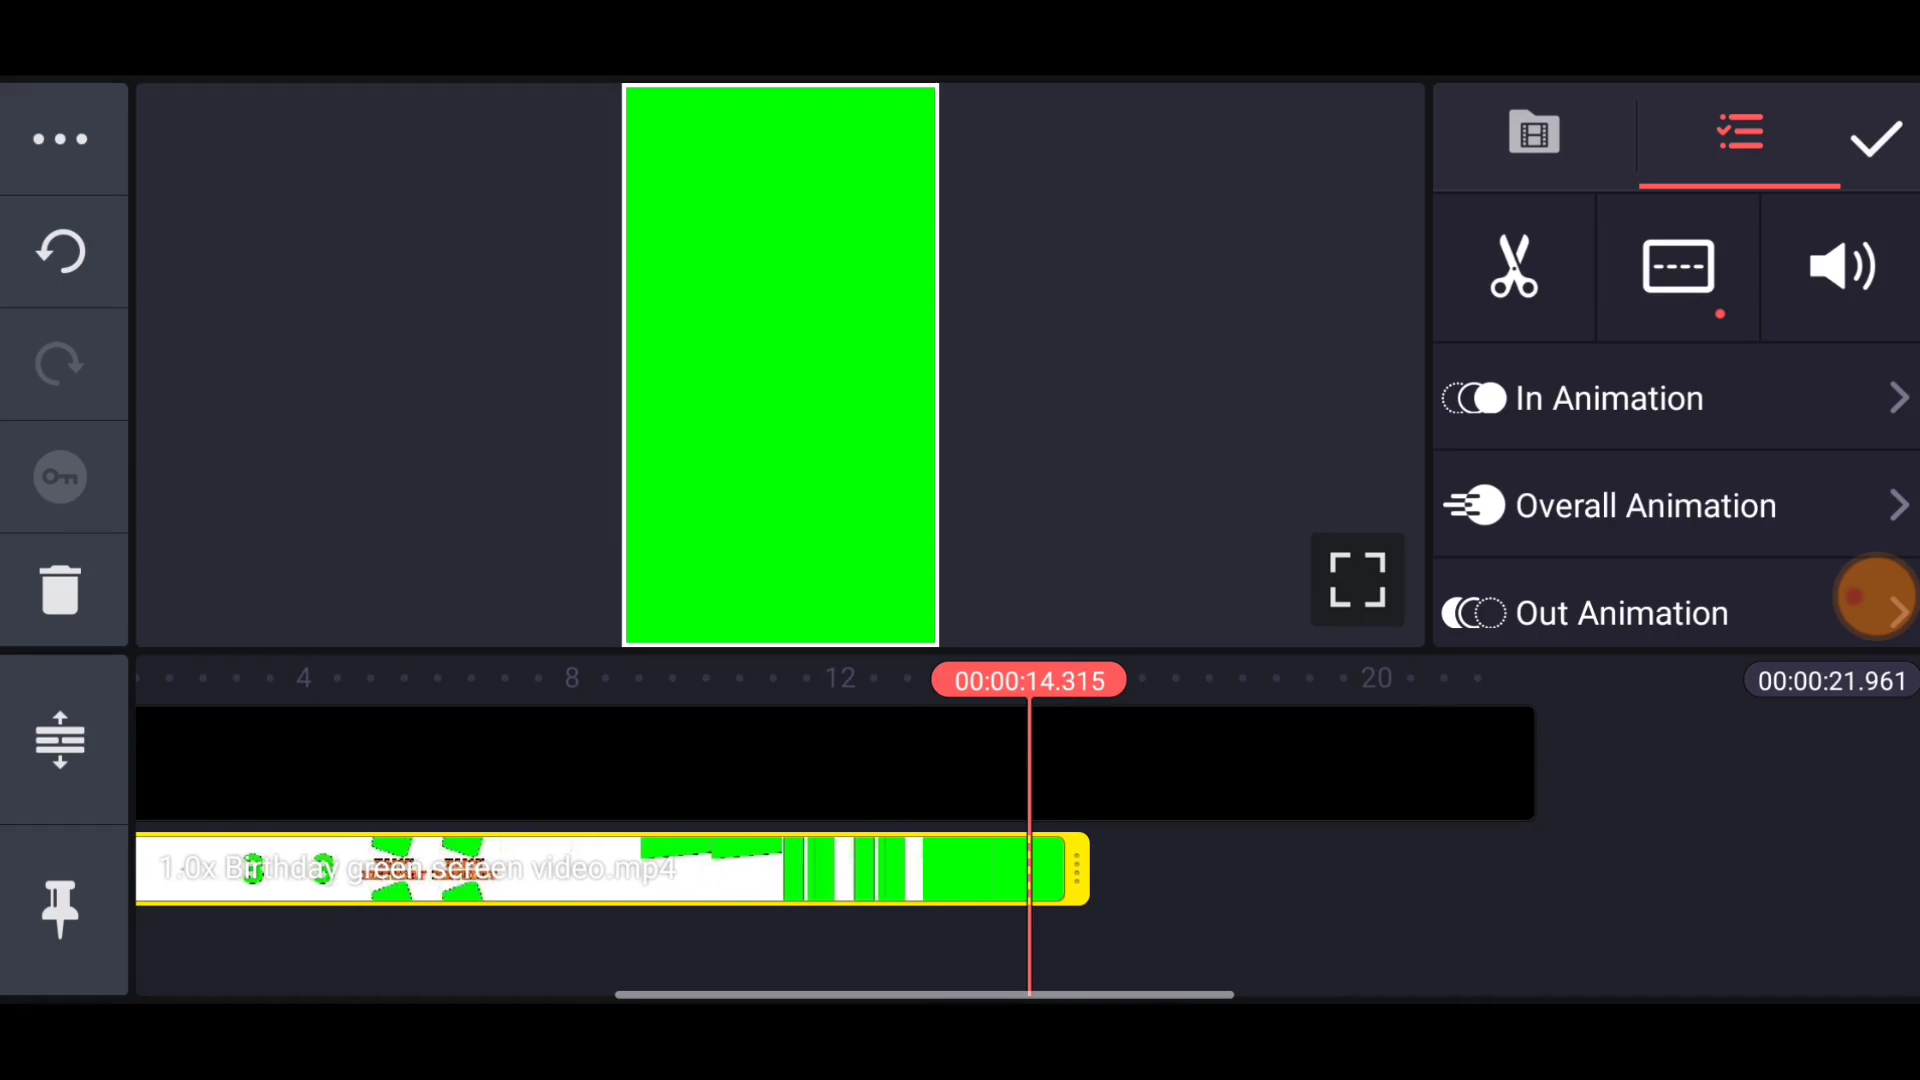 In Animation
Overall Animation
Out Animation
4 8 12 00:00:14.315 20 00:00:21.961
1.0x Birthday green screen video.mp4